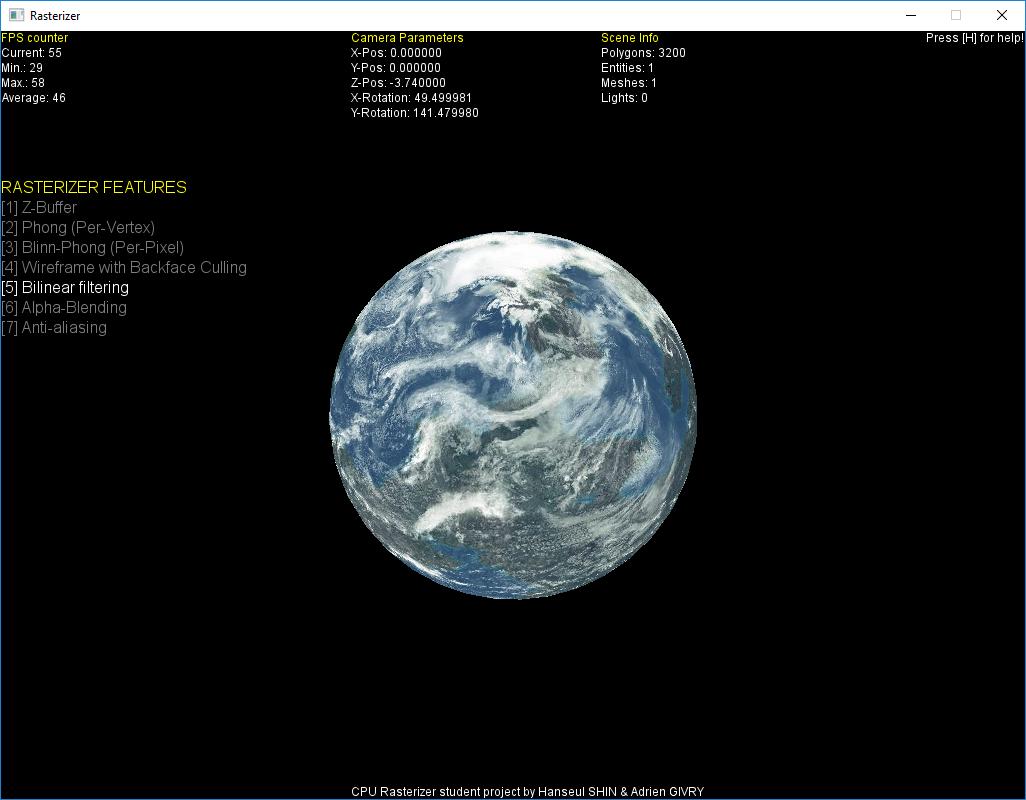 Rasterizer
FPS counter
Current: 55
Min.: 29
Max.: 58
Average: 46
Camera Parameters
X-Pos: 0.000000
Y-Pos: 0.000000
Z-Pos: -3.740000
X-Rotation: 49.499981
Y-Rotation: 141.479980
Scene Info
Polygons: 3200
Entities: 1
Meshes: 1
Lights: 0
Press [H] for help!
RASTERIZER FEATURES
[1] Z-Buffer
[2] Phong (Per-Vertex)
[3] Blinn-Phong (Per-Pixel)
[4] Wireframe with Backface Culling
[5] Bilinear filtering
[6] Alpha-Blending
[7] Anti-aliasing
CPU Rasterizer student project by Hanseul SHIN & Adrien GIVRY